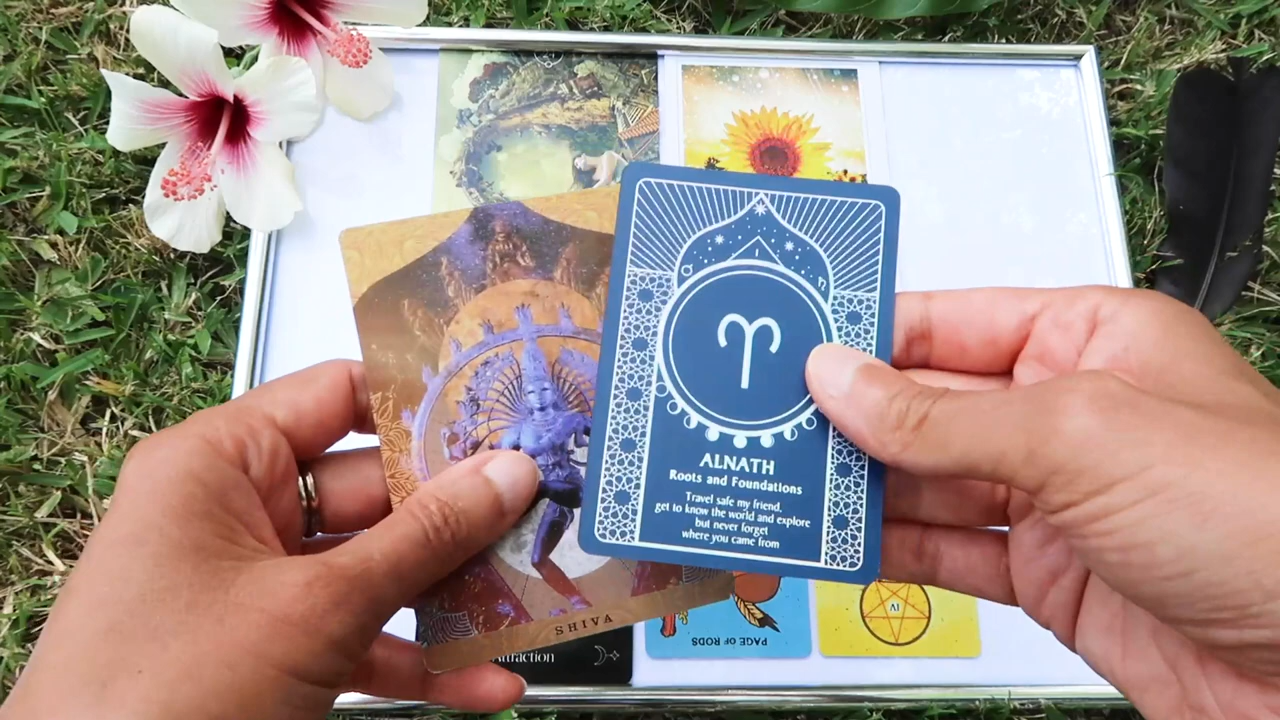 ALNATH
Roots and Foundations
Travel safe my friend,
get to know the world and explore
but never forget
where you came from
SHIVA
PAGE OF RODS
IV